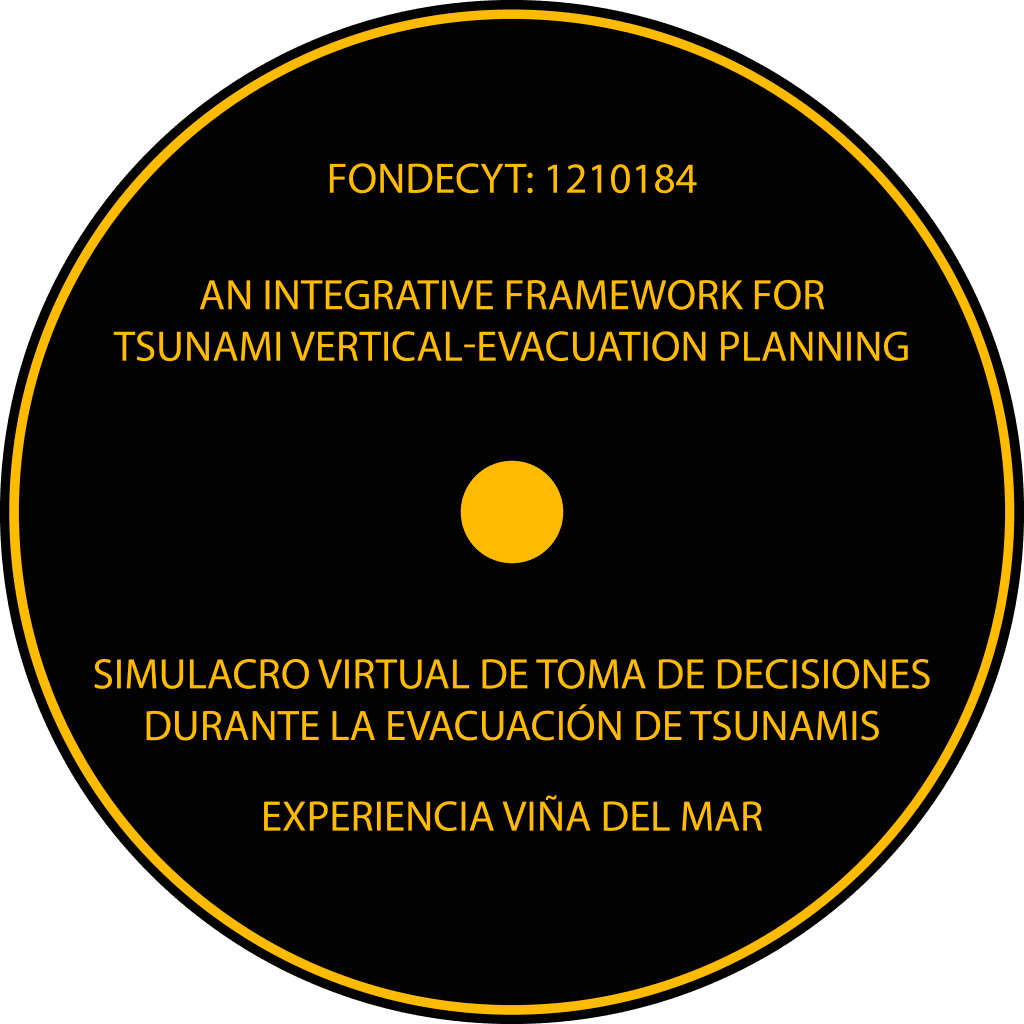 FONDECYT: 1210184
AN INTEGRATIVE FRAMEWORK FOR
TSUNAMI VERTICAL-EVACUATION PLANNING
SIMULACRO VIRTUAL DE TOMA DE DECISIONES
DURANTE LA EVACUACIÓN DE TSUNAMIS
EXPERIENCIA VIÑA DEL MAR